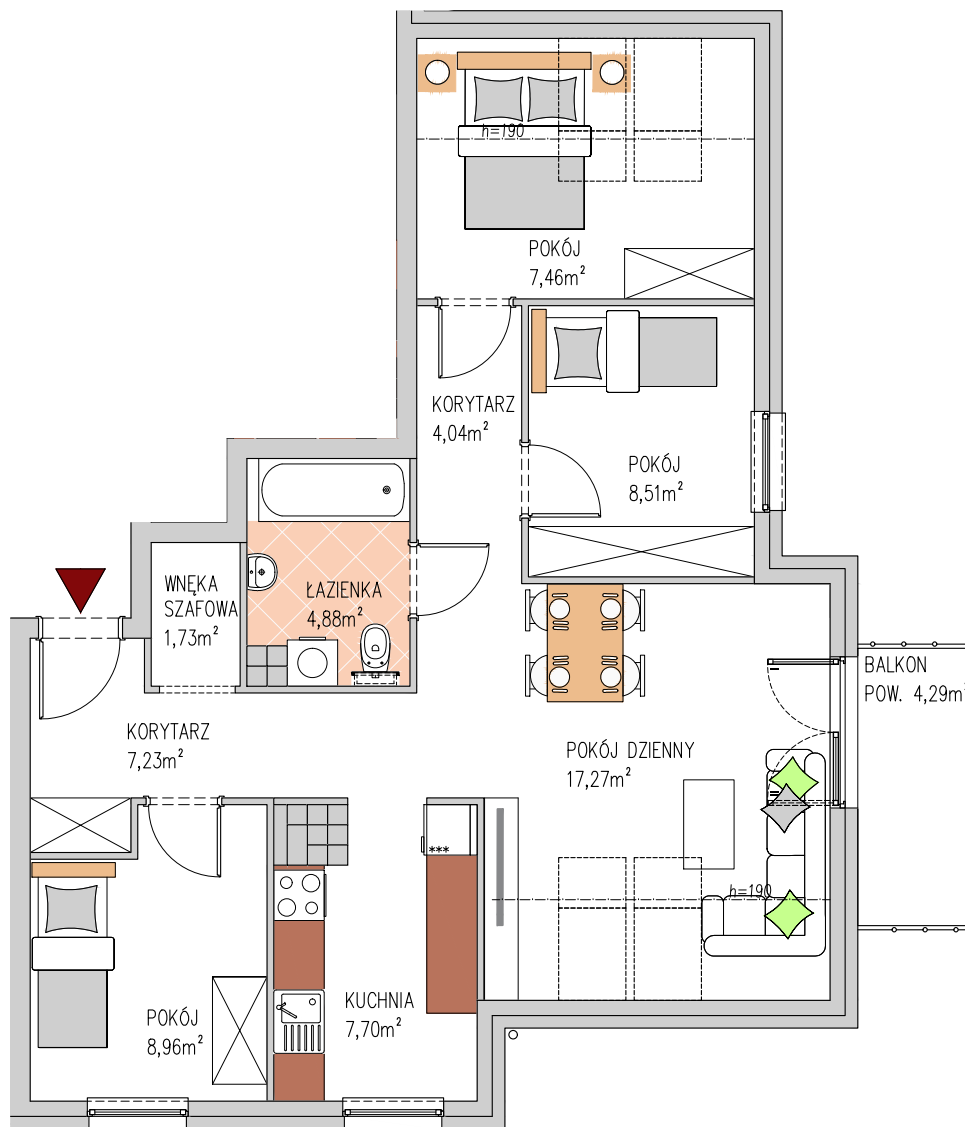 h=190
POKÓJ
7,46m²
KORYTARZ
4,04m²
POKÓJ
8,51m²
WNĘKA
SZAFOWA
1,73m²
ŁAZIENKA
4,88m²
BALKON
POW. 4,29m²
KORYTARZ
7,23m²
POKÓJ DZIENNY
17,27m²
***
h=190
KUCHNIA
7,70m²
POKÓJ
8,96m²